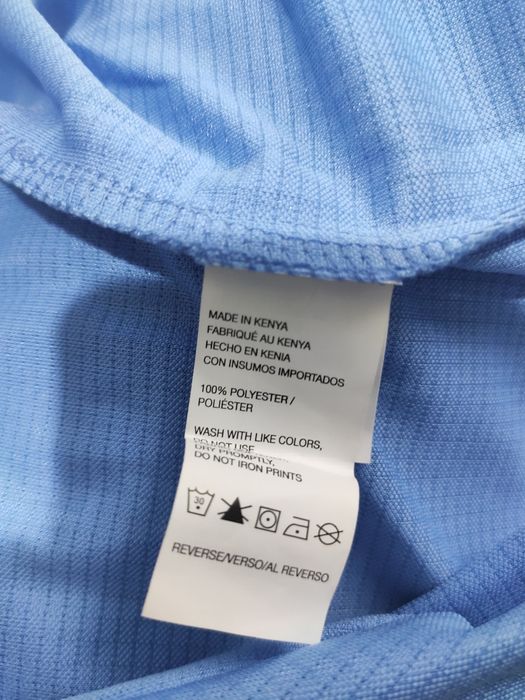 MADE IN KENYA
FABRIQUÉ AU KENYA
HECHO EN KENIA
CON INSUMOS IMPORTADOS
100% POLYESTER /
POLIÉSTER
WASH WITH LIKE COLORS,
DO NOT USE
DRY PROMPTLY,
DO NOT IRON PRINTS
30
REVERSE/VERSO/AL REVERSO